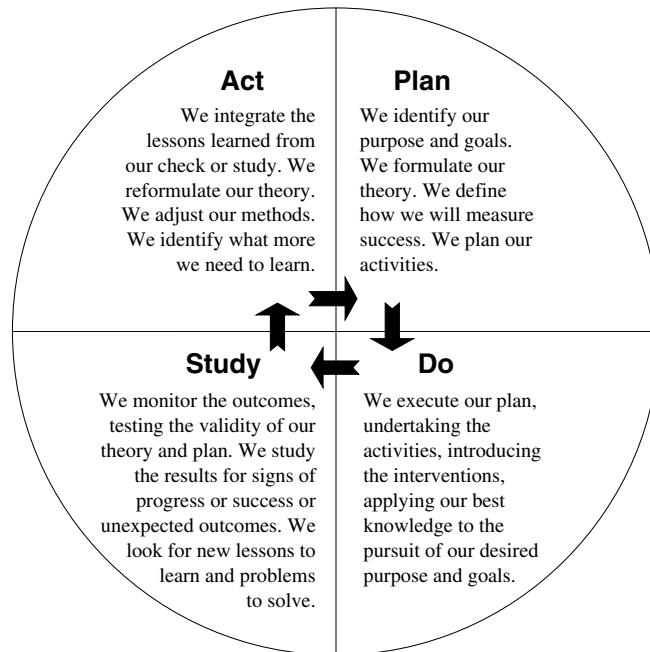 Act
We integrate the
lessons learned from
our check or study. We
reformulate our theory.
We adjust our methods.
We identify what more
we need to learn.
Plan
We identify our
purpose and goals.
We formulate our
theory. We define
how we will measure
success. We plan our
activities.
Study
We monitor the outcomes,
testing the validity of our
theory and plan. We study
the results for signs of
progress or success or
unexpected outcomes. We
look for new lessons to
learn and problems
to solve.
Do
We execute our plan,
undertaking the
activities, introducing
the interventions,
applying our best
knowledge to the
pursuit of our desired
purpose and goals.